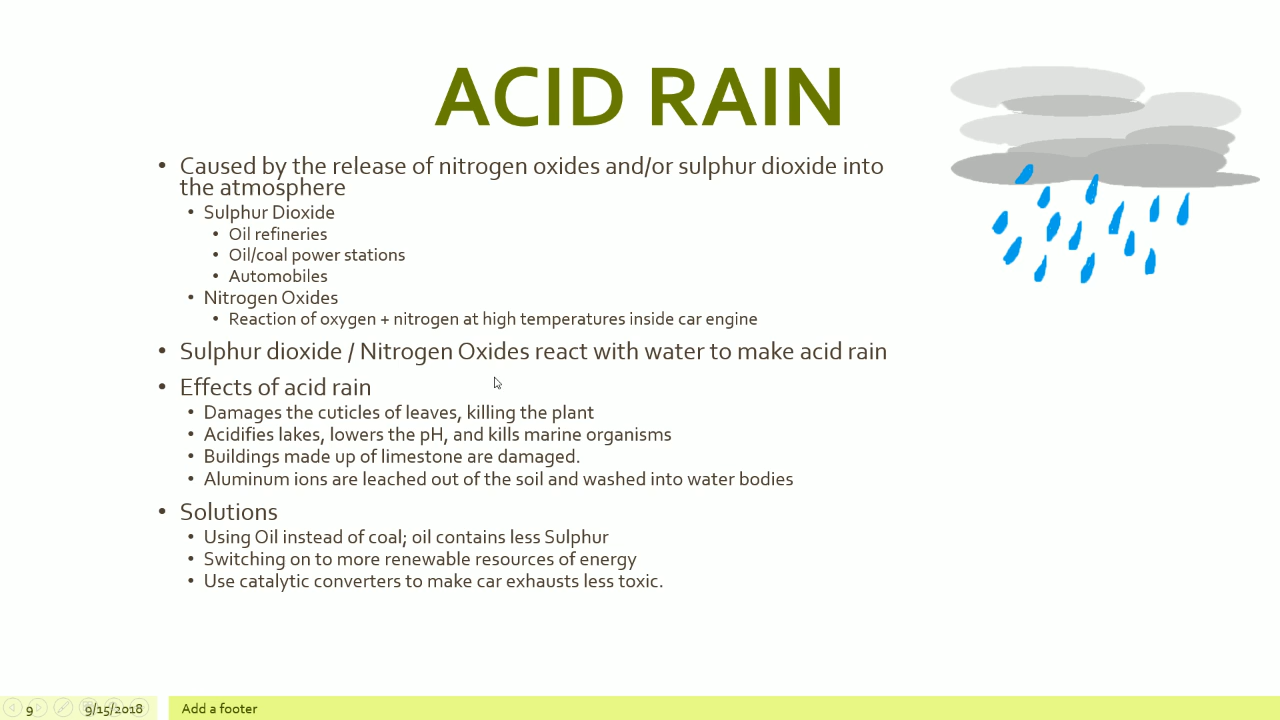 ACID RAIN
• Caused by the release of nitrogen oxides and/or sulphur dioxide into
the atmosphere
• Sulphur Dioxide
• Oil refineries
• Oil/coal power stations
• Automobiles
• Nitrogen Oxides
• Reaction of oxygen + nitrogen at high temperatures inside car engine
• Sulphur dioxide / Nitrogen Oxides react with water to make acid rain
• Effects of acid rain
• Damages the cuticles of leaves, killing the plant
• Acidifies lakes, lowers the pH, and kills marine organisms
• Buildings made up of limestone are damaged.
• Aluminum ions are leached out of the soil and washed into water bodies
• Solutions
• Using Oil instead of coal; oil contains less Sulphur
• Switching on to more renewable resources of energy
• Use catalytic converters to make car exhausts less toxic.
9 9/15/2018 Add a footer